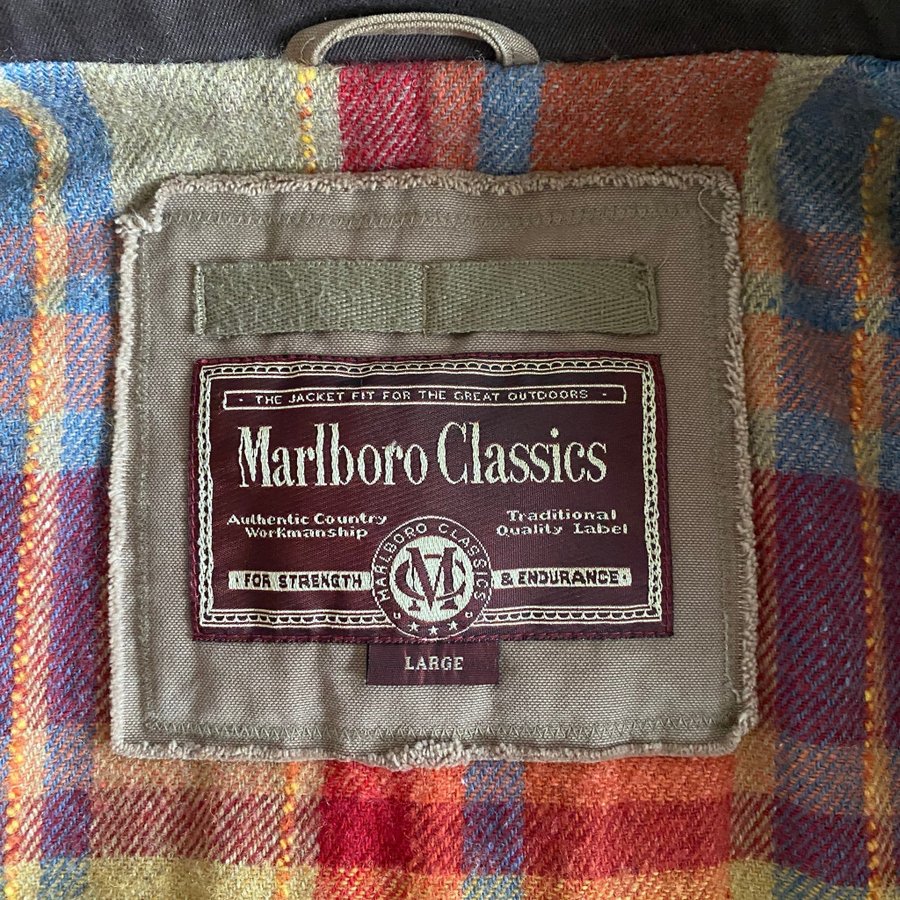 · THE JACKET FIT FOR THE GREAT OUTDOORS ·
Marlboro Classics
Authentic Country
Workmanship
Traditional
Quality Label
MARLBORO CLASSICS
MC
· FOR STRENGTH & ENDURANCE ·
LARGE